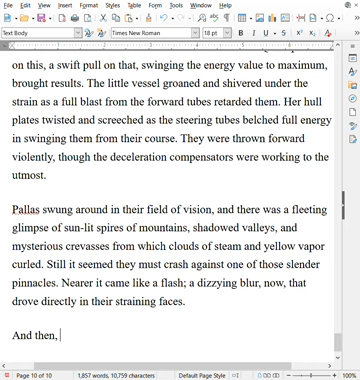 File Edit View Insert Format Styles Table Form Tools Window Help
Text Body Times New Roman 18 pt B I U S
on this, a swift pull on that, swinging the energy value to maximum,
brought results. The little vessel groaned and shivered under the
strain as a full blast from the forward tubes retarded them. Her hull
plates twisted and screeched as the steering tubes belched full energy
in swinging them from their course. They were thrown forward
violently, though the deceleration compensators were working to the
utmost.
Pallas swung around in their field of vision, and there was a fleeting
glimpse of sun-lit spires of mountains, shadowed valleys, and
mysterious crevasses from which clouds of steam and yellow vapor
curled. Still it seemed they must crash against one of those slender
pinnacles. Nearer it came like a flash; a dizzying blur, now, that
drove directly in their straining faces.
And then,
Page 10 of 10 1,857 words, 10,759 characters Default Page Style 100%